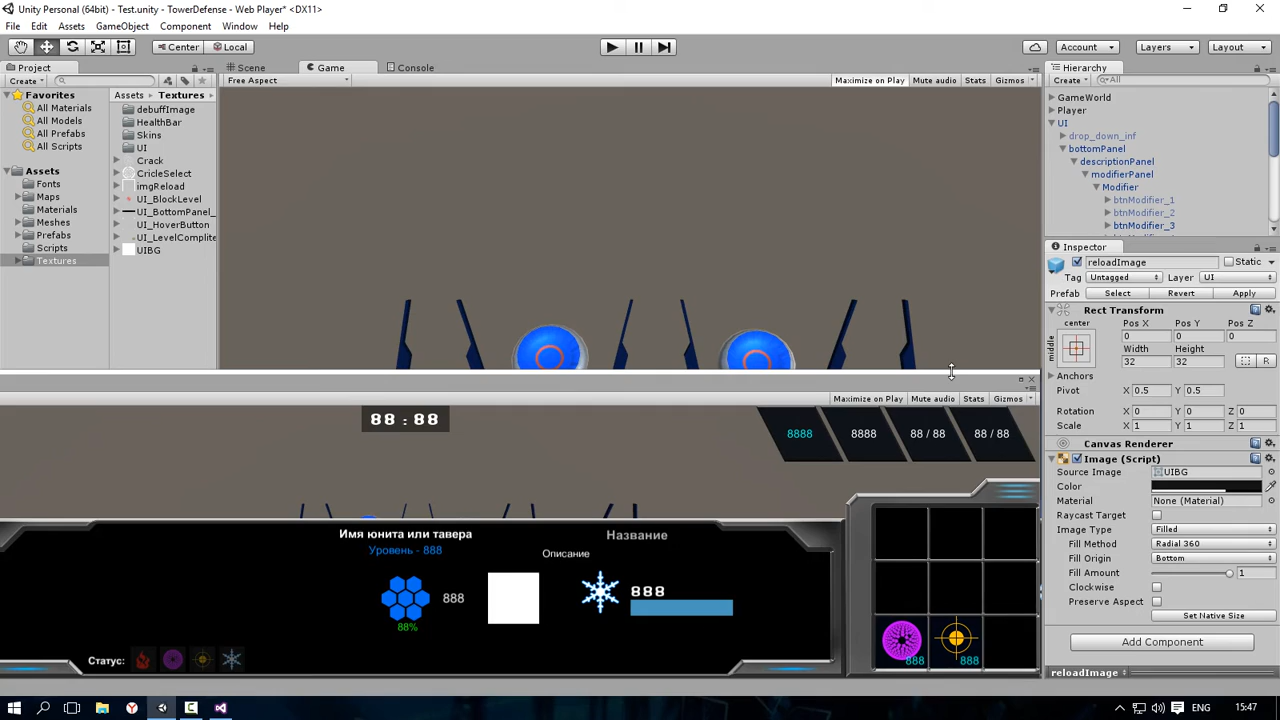 Unity Personal (64bit) - Test.unity - TowerDefense - Web Player* <DX11>
File Edit Assets GameObject Component Window Help
Center Local Account Layers Layout
Project Scene Game Console Hierarchy
Create Free Aspect Maximize on Play Mute audio Stats Gizmos Create All
Favorites
All Materials
All Models
All Prefabs
All Scripts
Assets
Fonts
Maps
Materials
Meshes
Prefabs
Scripts
Textures
Assets Textures
debuffImage
HealthBar
Skins
UI
Crack
CricleSelect
imgReload
UI_BlockLevel
UI_BottomPanel_
UI_HoverButton
UI_LevelComplite
UIBG
GameWorld
Player
UI
drop_down_inf
bottomPanel
descriptionPanel
modifierPanel
Modifier
btnModifier_1
btnModifier_2
btnModifier_3
Inspector
reloadImage Static
Tag Untagged Layer UI
Prefab Select Revert Apply
Rect Transform
center Pos X Pos Y Pos Z
middle 0 0 0
Width Height
32 32 R
Anchors
Pivot X 0.5 Y 0.5
Rotation X 0 Y 0 Z 0
Scale X 1 Y 1 Z 1
Canvas Renderer
Image (Script)
Source Image UIBG
Color
Material None (Material)
Raycast Target
Image Type Filled
Fill Method Radial 360
Fill Origin Bottom
Fill Amount 1
Clockwise
Preserve Aspect
Set Native Size
Add Component
reloadImage
Maximize on Play Mute audio Stats Gizmos
88 : 88
8888 8888 88 / 88 88 / 88
Имя юнита или тавера Название
Уровень - 888 Описание
888 888
88%
Статус:
888 888
ENG 15:47